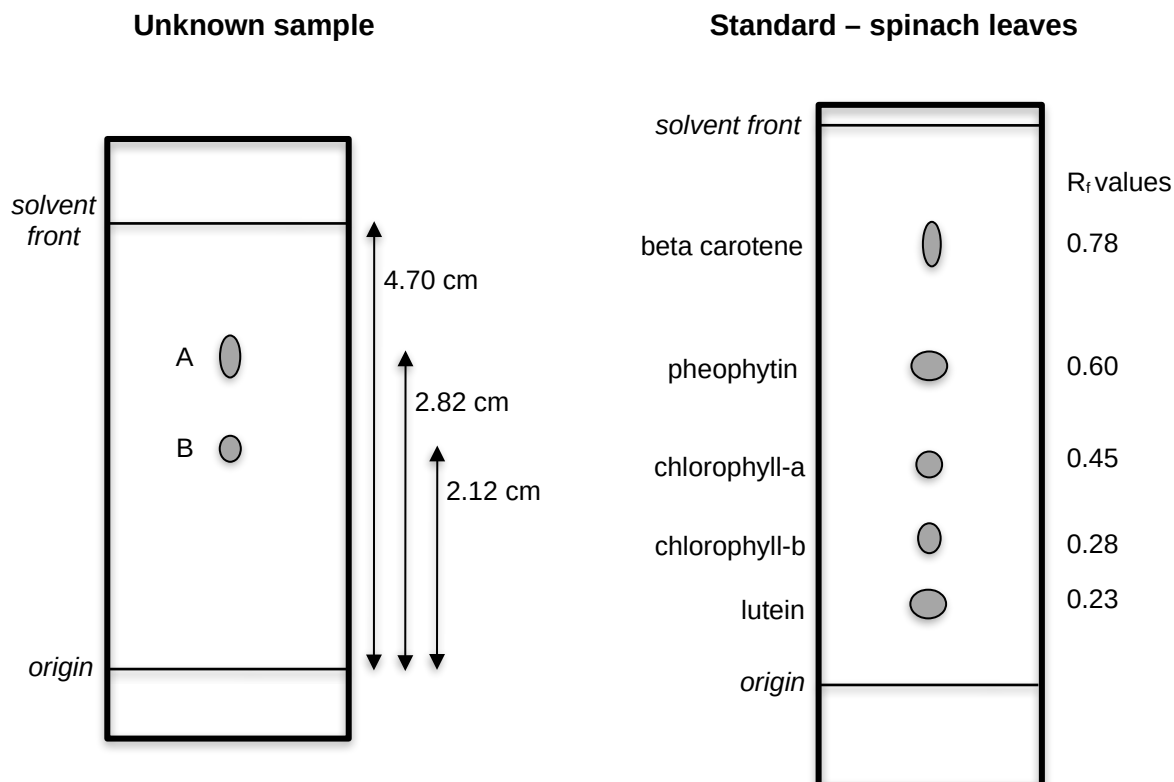 Unknown sample
solvent
front
4.70 cm
A
2.82 cm
B
2.12 cm
origin
Standard – spinach leaves
solvent front
Rf values
beta carotene 0.78
pheophytin 0.60
chlorophyll-a 0.45
chlorophyll-b 0.28
lutein 0.23
origin